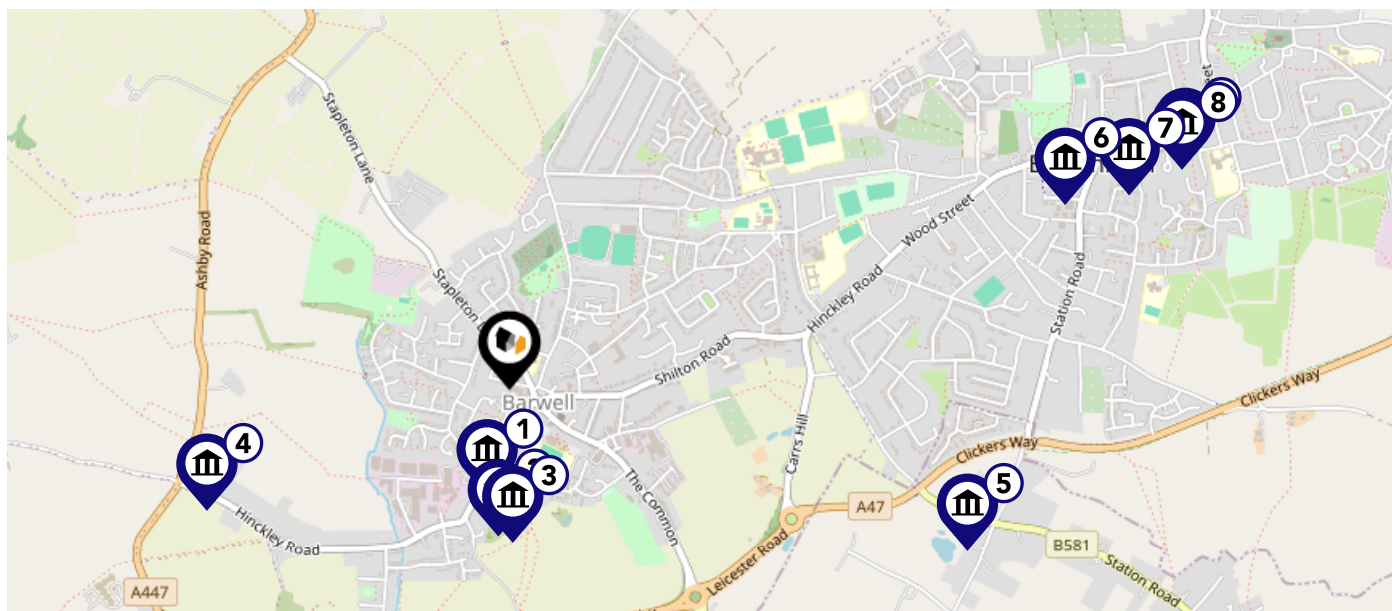 Stapleton Lane
Ashby Road
Stapleton
Barwell
Shilton Road
Hinckley Road
Wood Street
Station Road
Clickers Way
Clickers Way
Carrs Hill
The Common
Leicester Road
Hinckley Road
A447
A47
B581
Station Road
1
3
4
5
6
7
8